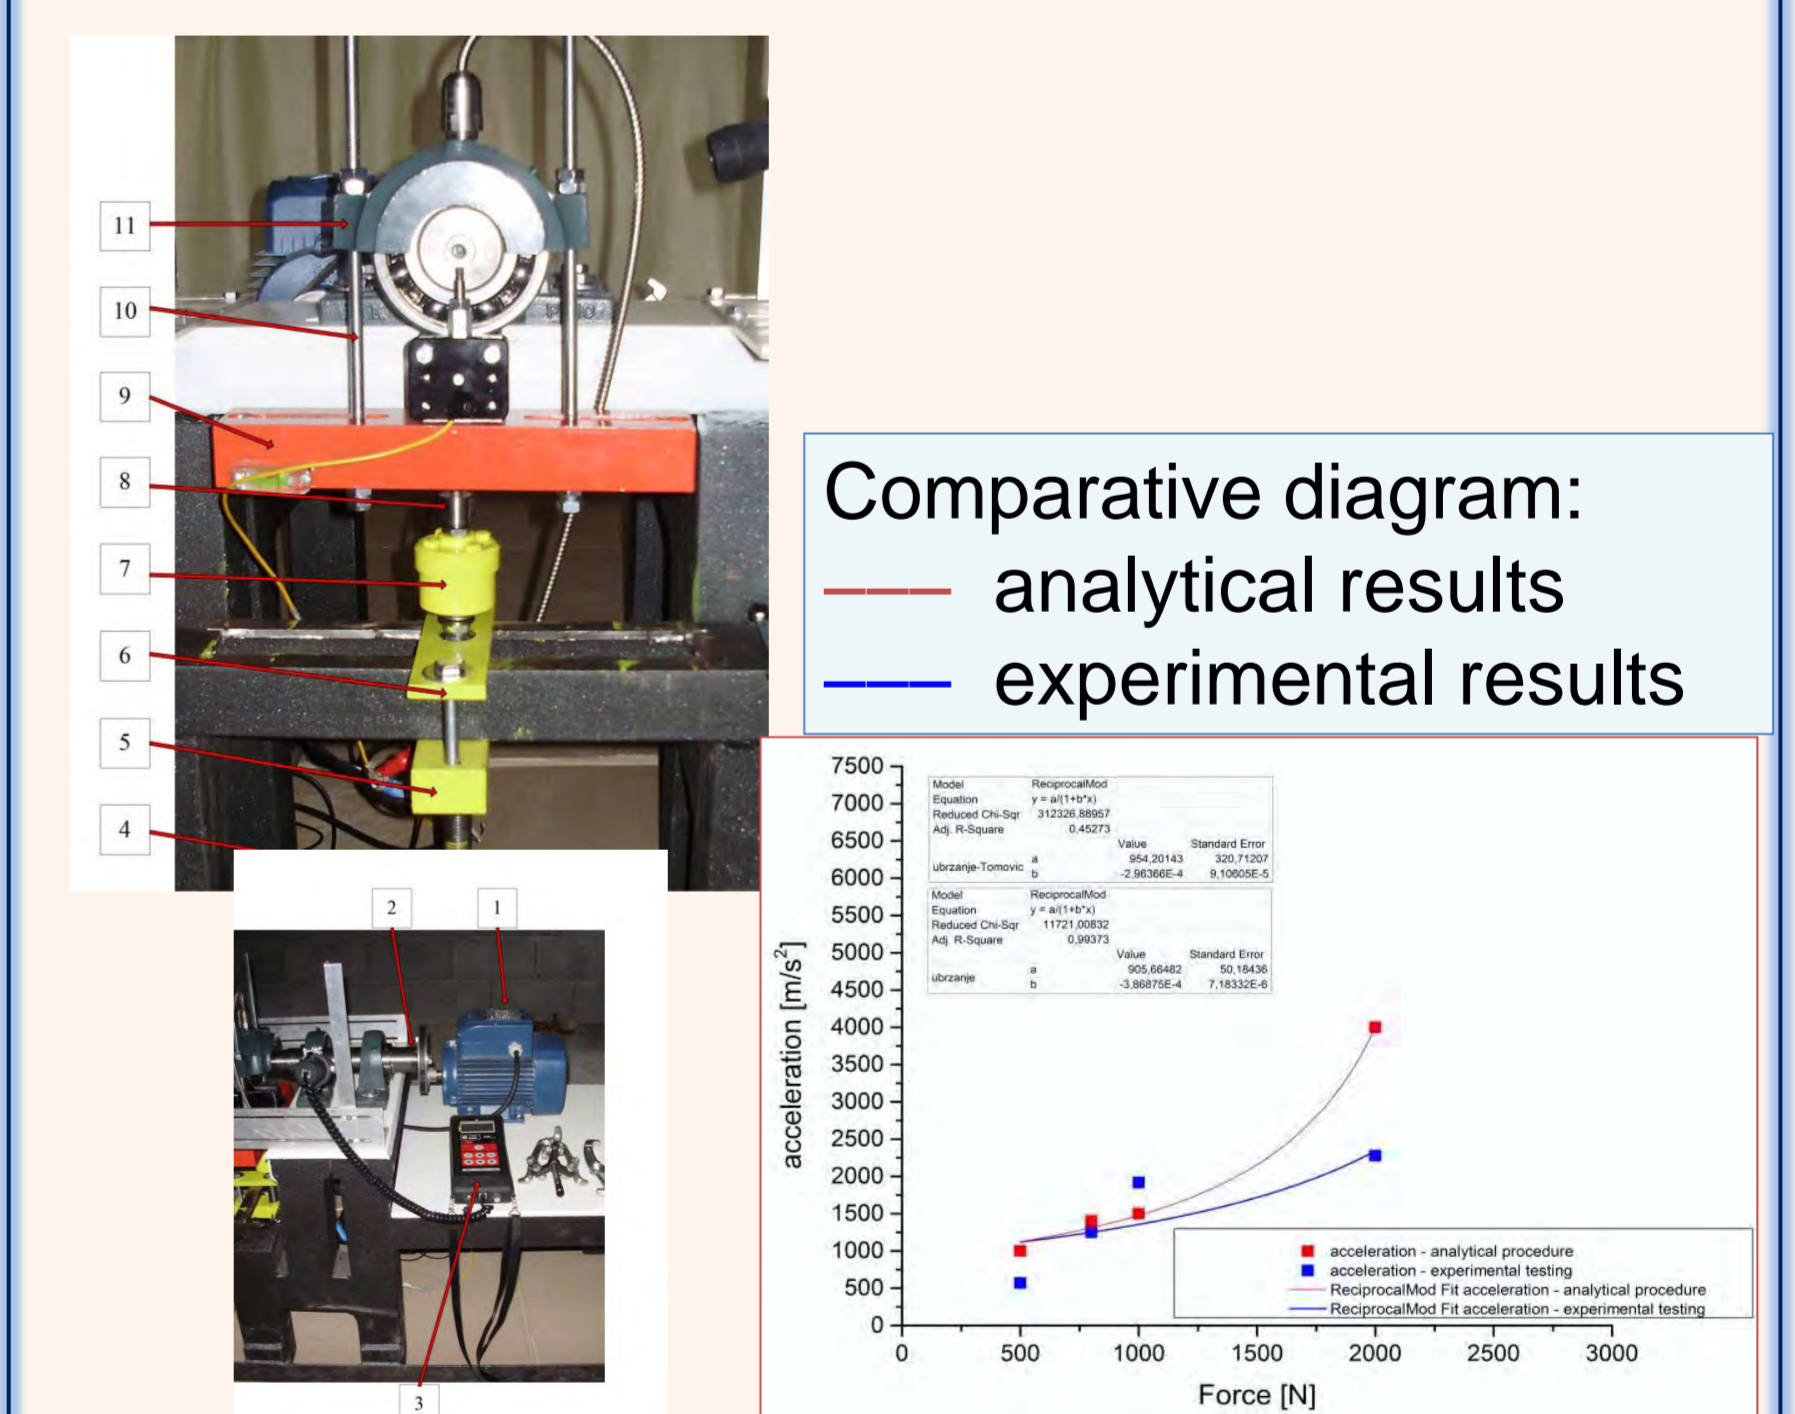 11
10
9
8
7
6
5
4
2 1
3
Comparative diagram:
analytical results
experimental results
7500
7000
6500
6000
5500
5000
4500
4000
3500
3000
2500
2000
1500
1000
500
0
acceleration [m/s²]
Model ReciprocalMod
Equation y = a/(1+b*x)
Reduced Chi-Sqr 312326,88957
Adj. R-Square 0,45273
Value Standard Error
ubrzanje-Tomovic a 954,20143 320,71207
b -2,96366E-4 9,10605E-5
Model ReciprocalMod
Equation y = a/(1+b*x)
Reduced Chi-Sqr 11721,00832
Adj. R-Square 0,99373
Value Standard Error
ubrzanje a 905,66482 50,18436
b -3,86875E-4 7,18332E-6
acceleration - analytical procedure
acceleration - experimental testing
ReciprocalMod Fit acceleration - analytical procedure
ReciprocalMod Fit acceleration - experimental testing
0 500 1000 1500 2000 2500 3000
Force [N]